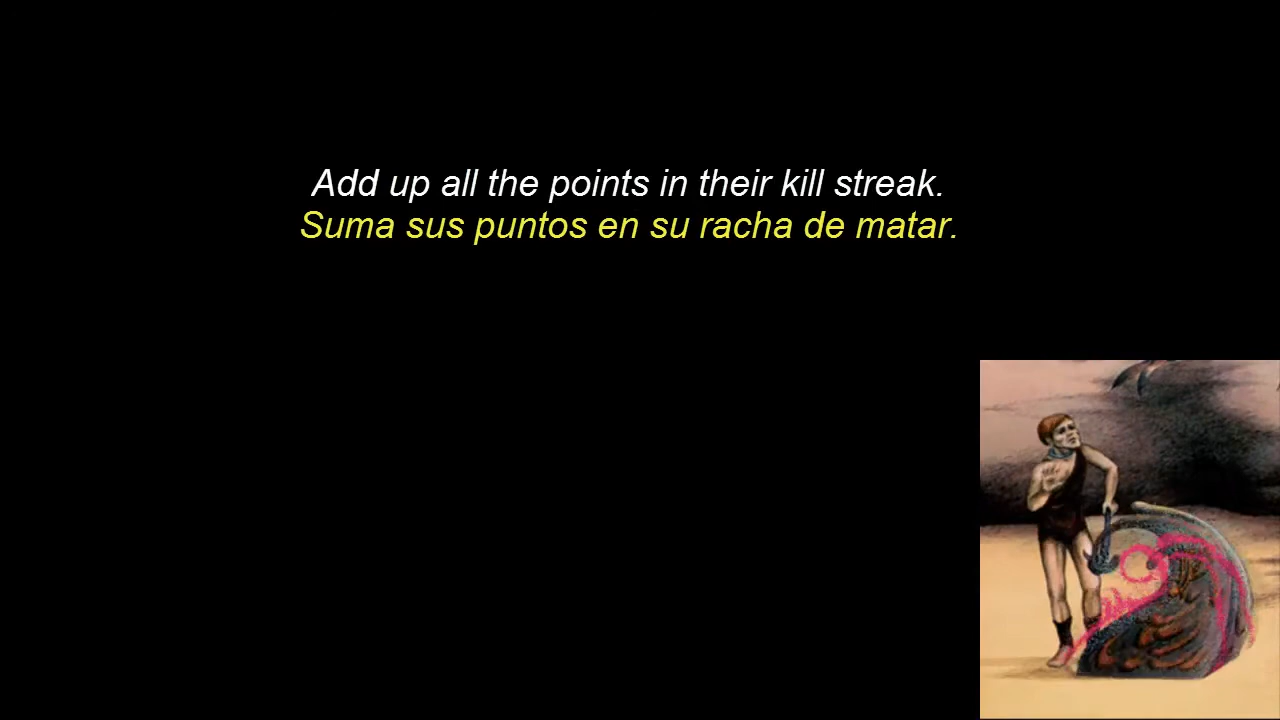 Add up all the points in their kill streak.
Suma sus puntos en su racha de matar.